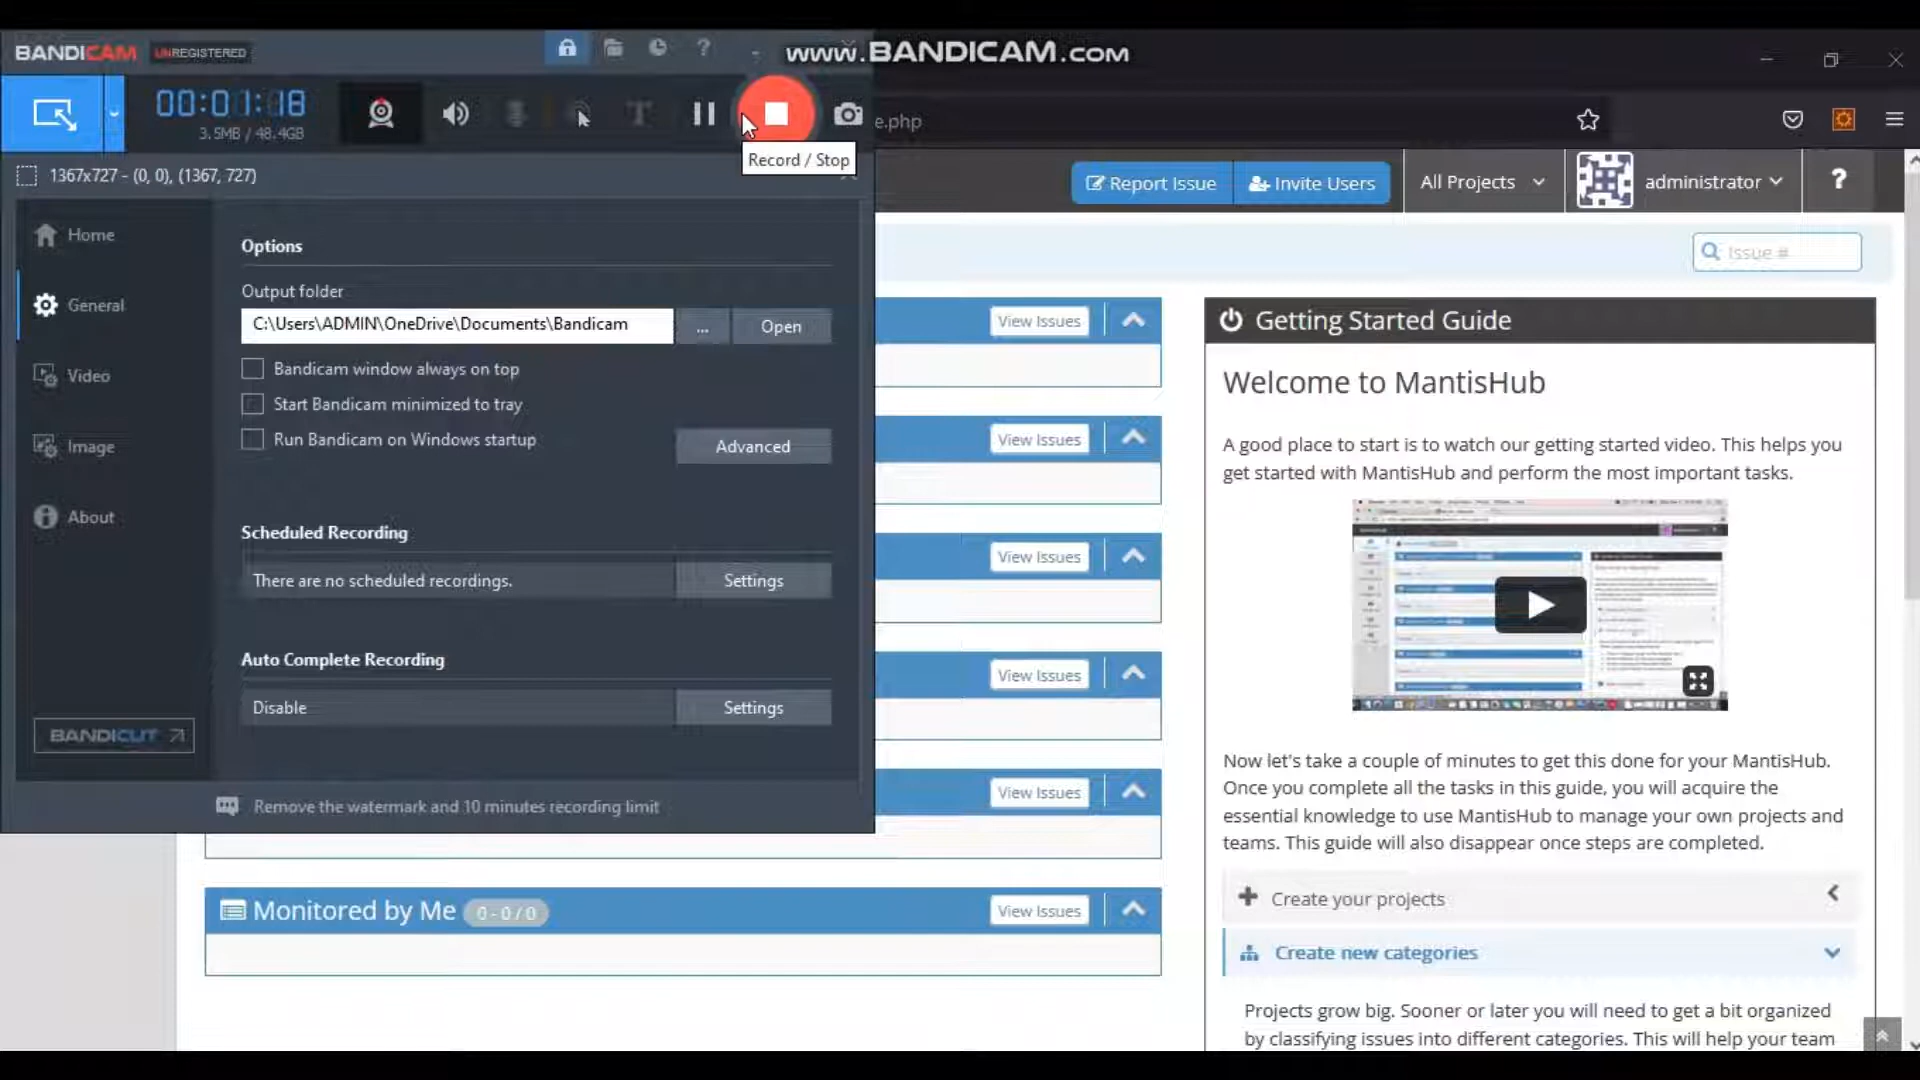 BANDICAM UNREGISTERED
?
www.BANDICAM.com
00:01:18
3.5MB / 48.4GB
T
Record / Stop
e.php
1367x727 - (0, 0), (1367, 727)
Report Issue
Invite Users
All Projects
administrator
?
Issue #
Home
General
Video
Image
About
BANDICUT
Options
Output folder
C:\Users\ADMIN\OneDrive\Documents\Bandicam
...
Open
Bandicam window always on top
Start Bandicam minimized to tray
Run Bandicam on Windows startup
Advanced
Scheduled Recording
There are no scheduled recordings.
Settings
Auto Complete Recording
Disable
Settings
Remove the watermark and 10 minutes recording limit
View Issues
View Issues
View Issues
View Issues
View Issues
Monitored by Me 0 - 0 / 0
View Issues
Getting Started Guide
Welcome to MantisHub
A good place to start is to watch our getting started video. This helps you
get started with MantisHub and perform the most important tasks.
Now let's take a couple of minutes to get this done for your MantisHub.
Once you complete all the tasks in this guide, you will acquire the
essential knowledge to use MantisHub to manage your own projects and
teams. This guide will also disappear once steps are completed.
Create your projects
Create new categories
Projects grow big. Sooner or later you will need to get a bit organized
by classifying issues into different categories. This will help your team